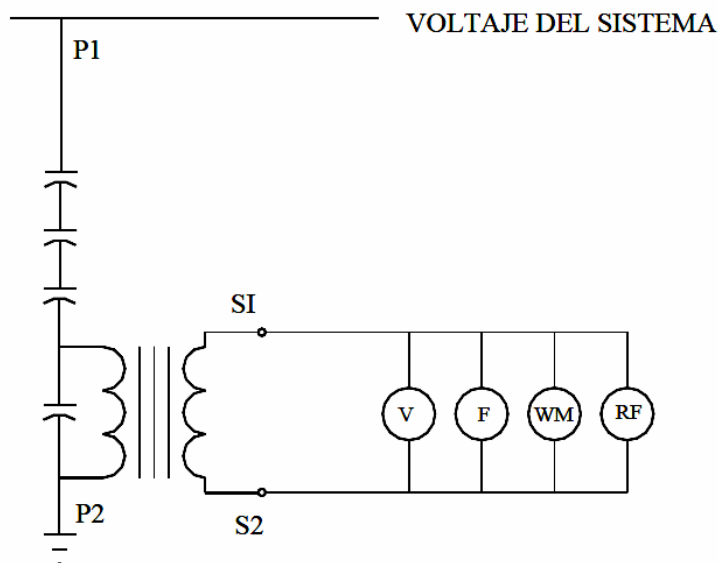 VOLTAJE DEL SISTEMA
P1
SI
V F WM RF
P2
S2